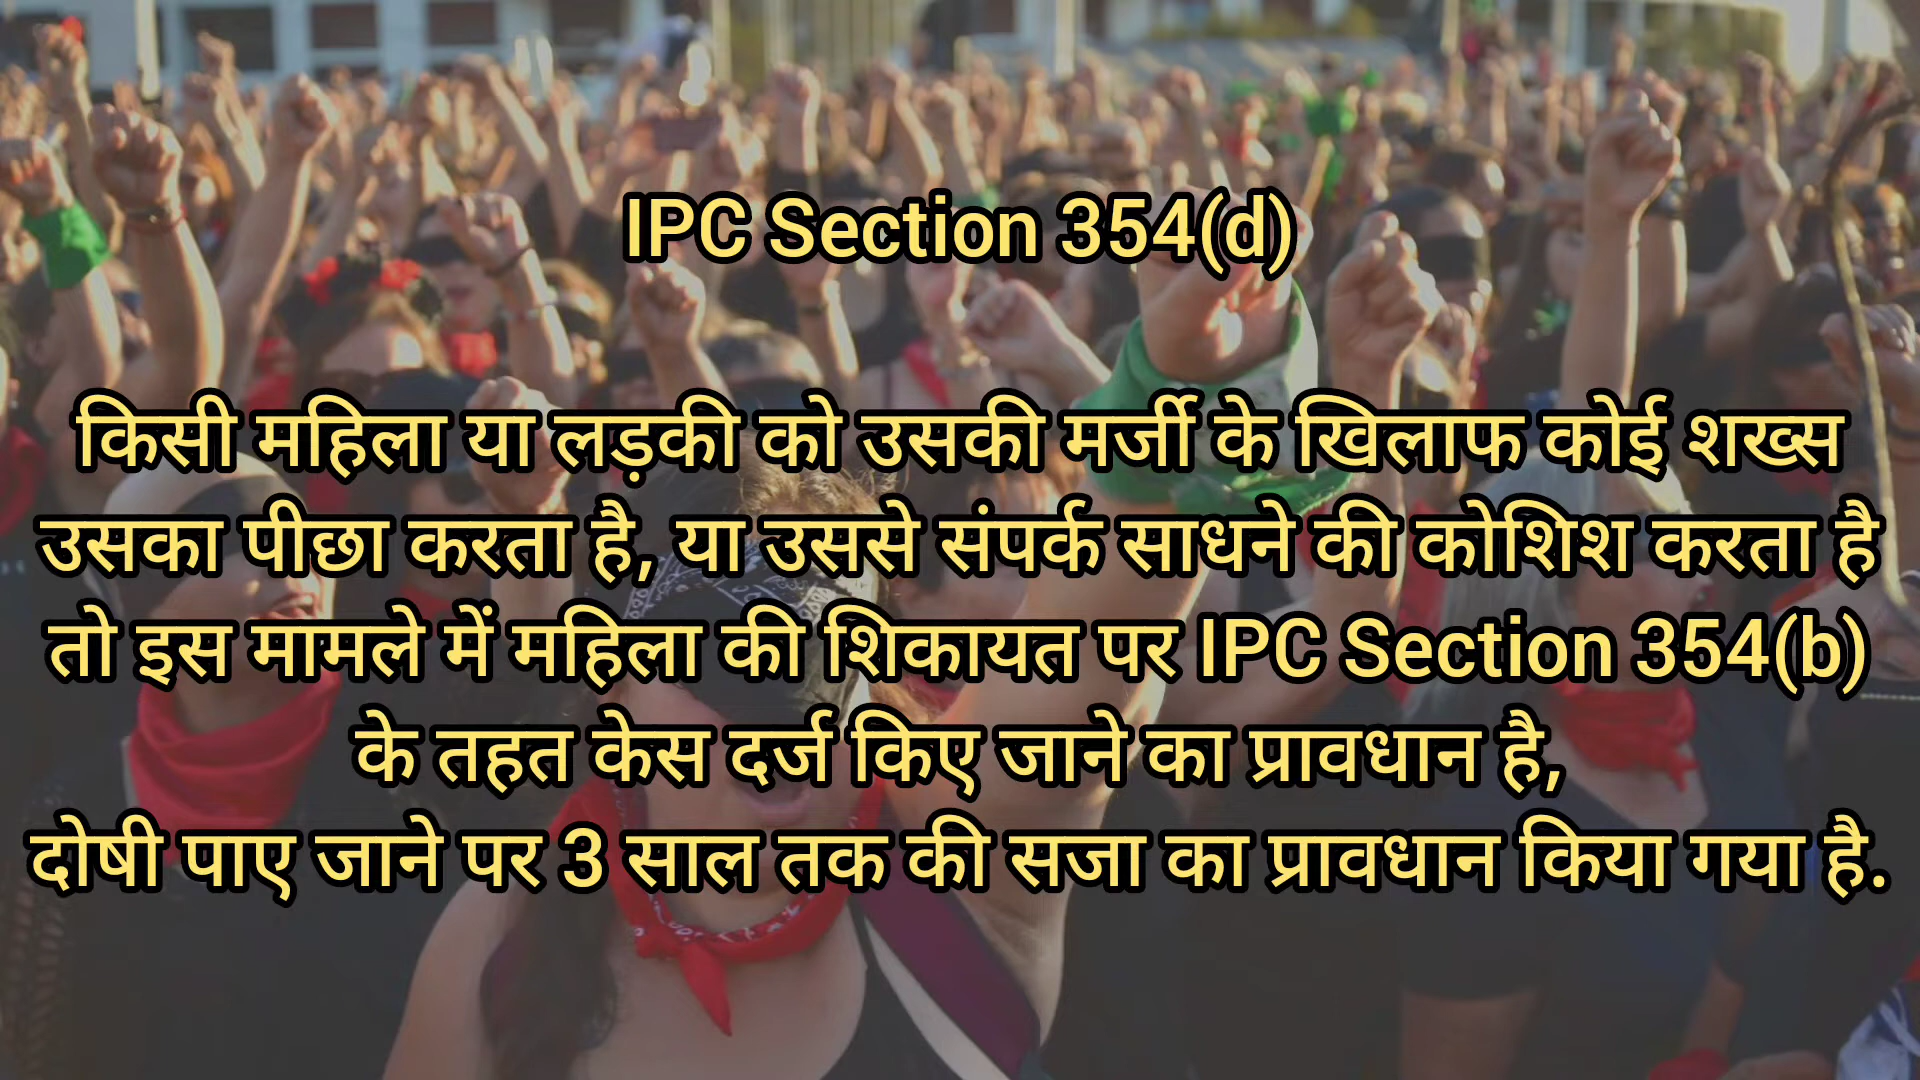 IPC Section 354(d)
किसी महिला या लड़की को उसकी मर्जी के खिलाफ कोई शख्स
उसका पीछा करता है, या उससे संपर्क साधने की कोशिश करता है
तो इस मामले में महिला की शिकायत पर IPC Section 354(b)
के तहत केस दर्ज किए जाने का प्रावधान है,
दोषी पाए जाने पर 3 साल तक की सजा का प्रावधान किया गया है.